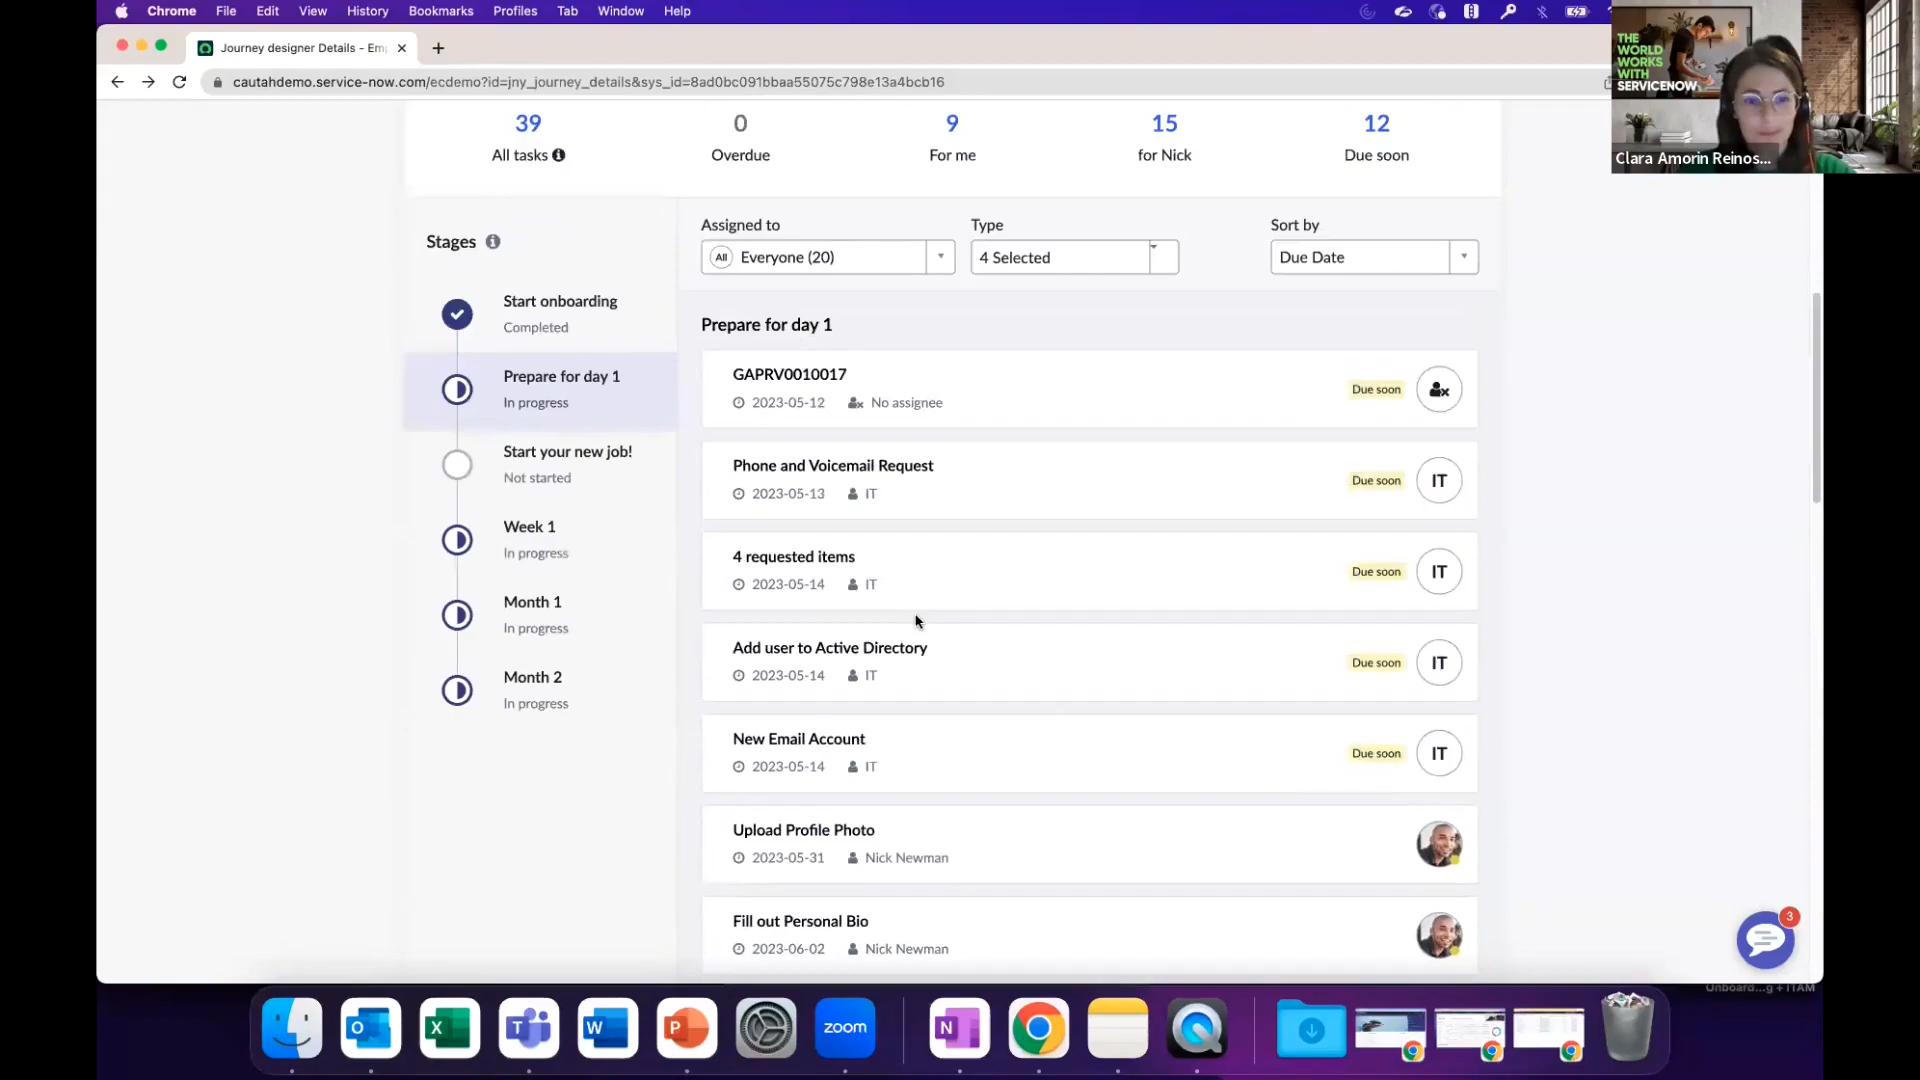 Chrome File Edit View History Bookmarks Profiles Tab Window Help
Journey designer Details - Em
cautahdemo.service-now.com/ecdemo?id=jny_journey_details&sys_id=8ad0bc091bbaa55075c798e13a4bcb16
THE
WORLD
WORKS
WITH
SERVICENOW
Clara Amorin Reinos...
39 0 9 15 12
All tasks Overdue For me for Nick Due soon
Stages
Start onboarding
Completed
Prepare for day 1
In progress
Start your new job!
Not started
Week 1
In progress
Month 1
In progress
Month 2
In progress
Assigned to Type Sort by
All Everyone (20) 4 Selected Due Date
Prepare for day 1
GAPRV0010017
2023-05-12 No assignee
Due soon
Phone and Voicemail Request
2023-05-13 IT
Due soon IT
4 requested items
2023-05-14 IT
Due soon IT
Add user to Active Directory
2023-05-14 IT
Due soon IT
New Email Account
2023-05-14 IT
Due soon IT
Upload Profile Photo
2023-05-31 Nick Newman
Fill out Personal Bio
2023-06-02 Nick Newman
3
Onboard...g + ITAM
O X T W P zoom N